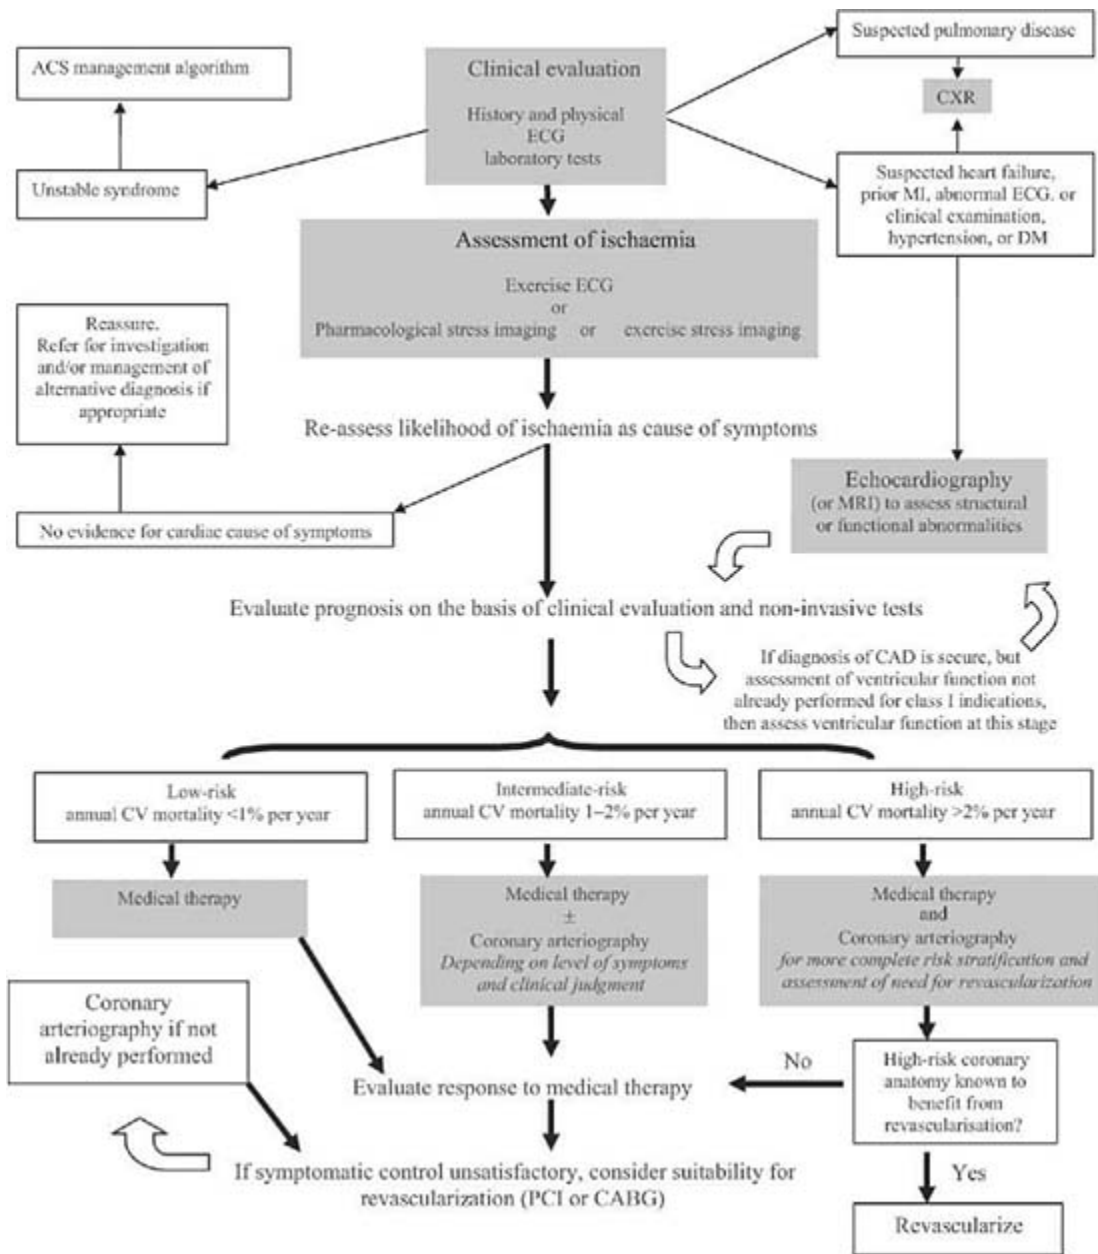 Clinical evaluation
History and physical
ECG
laboratory tests
Suspected pulmonary disease
CXR
Suspected heart failure,
prior MI, abnormal ECG. or
clinical examination,
hypertension, or DM
ACS management algorithm
Unstable syndrome
Assessment of ischaemia
Exercise ECG
or
Pharmacological stress imaging or exercise stress imaging
Reassure.
Refer for investigation
and/or management of
alternative diagnosis if
appropriate
Re-assess likelihood of ischaemia as cause of symptoms
No evidence for cardiac cause of symptoms
Echocardiography
(or MRI) to assess structural
or functional abnormalities
Evaluate prognosis on the basis of clinical evaluation and non-invasive tests
If diagnosis of CAD is secure, but
assessment of ventricular function not
already performed for class I indications,
then assess ventricular function at this stage
Low-risk
annual CV mortality <1% per year
Intermediate-risk
annual CV mortality 1–2% per year
High-risk
annual CV mortality >2% per year
Medical therapy
Medical therapy
±
Coronary arteriography
Depending on level of symptoms
and clinical judgment
Medical therapy
and
Coronary arteriography
for more complete risk stratification and
assessment of need for revascularization
Coronary
arteriography if not
already performed
Evaluate response to medical therapy
No
High-risk coronary
anatomy known to
benefit from
revascularisation?
If symptomatic control unsatisfactory, consider suitability for
revascularization (PCI or CABG)
Yes
Revascularize